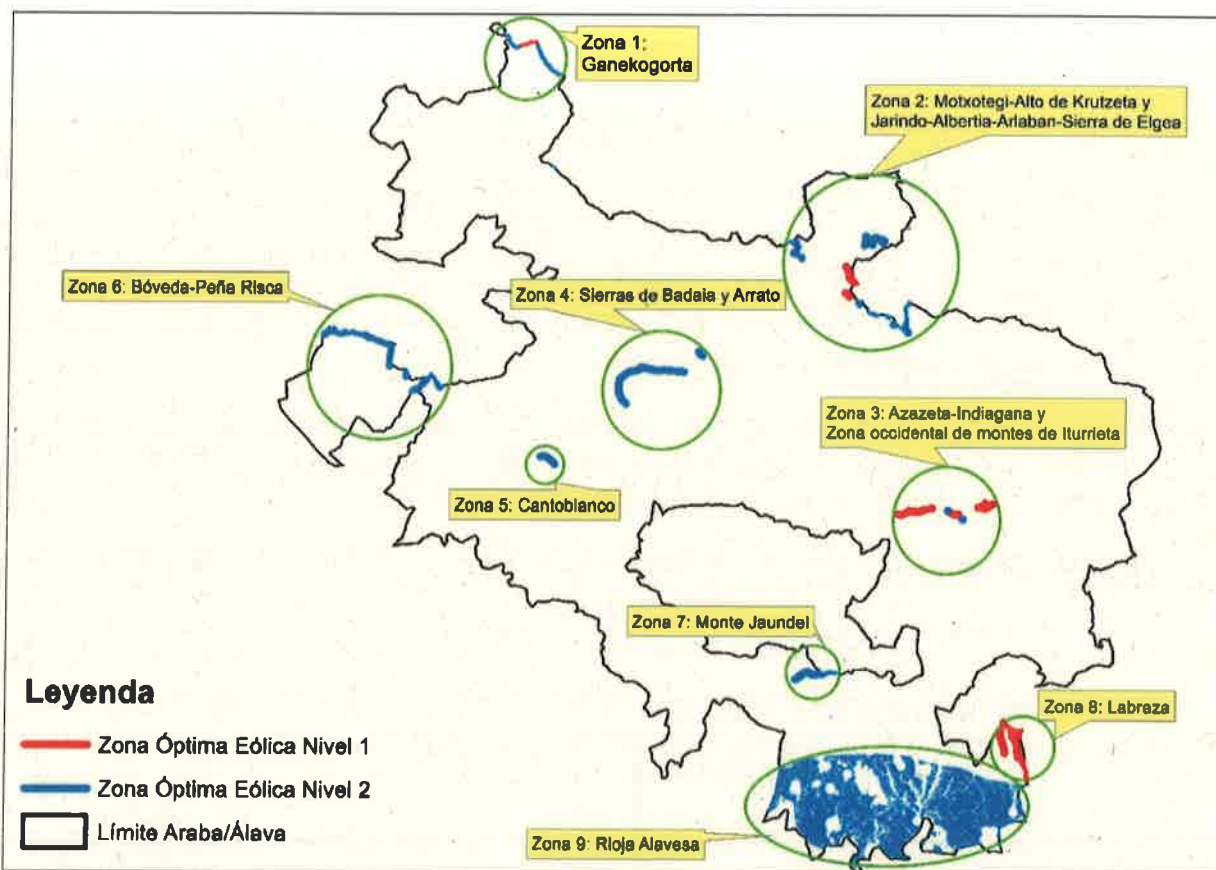 Zona 1:
Ganekogorta
Zona 2: Motxotegi-Alto de Krutzeta y
Jarindo-Albertia-Arlaban-Sierra de Elgea
Zona 6: Bóveda-Peña Risca
Zona 4: Sierras de Badaia y Arrato
Zona 3: Azazeta-Indiagana y
Zona occidental de montes de Iturrieta
Zona 5: Cantoblanco
Zona 7: Monte Jaundel
Zona 8: Labraza
Leyenda
Zona Óptima Eólica Nivel 1
Zona Óptima Eólica Nivel 2
Límite Araba/Álava
Zona 9: Rioja Alavesa